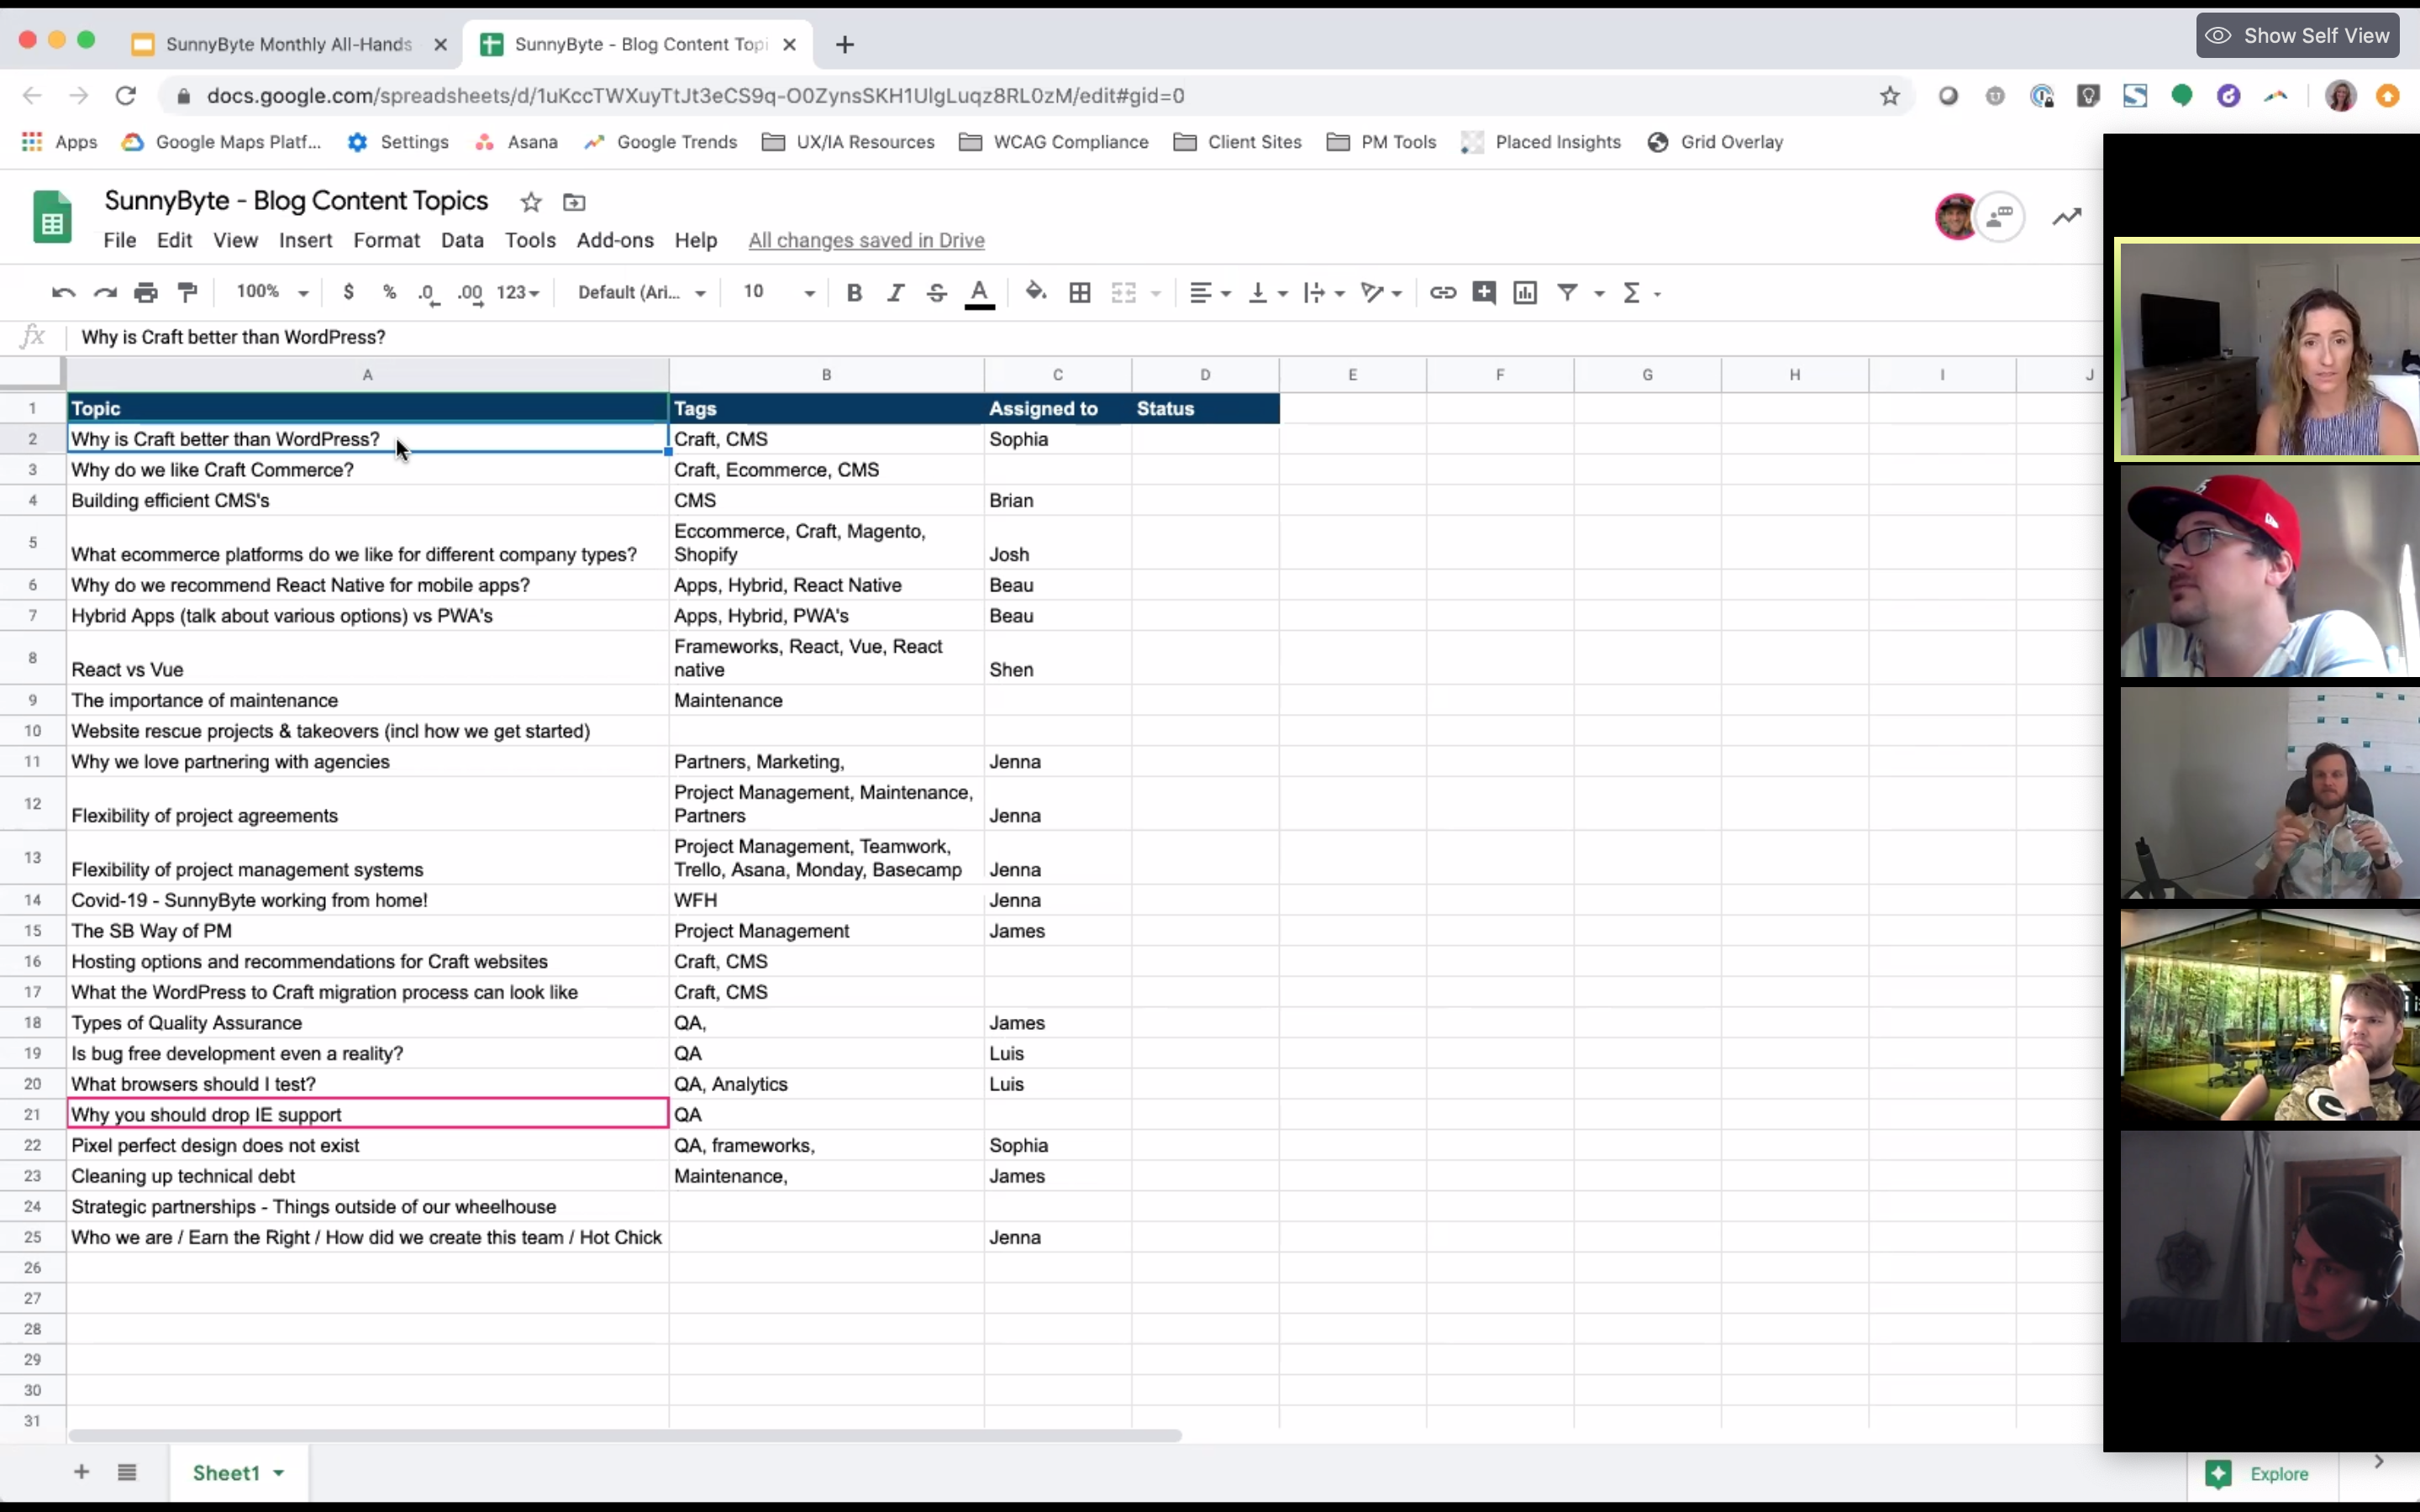 SunnyByte Monthly All-Hands
SunnyByte - Blog Content Topi
Show Self View
docs.google.com/spreadsheets/d/1uKccTWXuyTtJt3eCS9q-O0ZynsSKH1UlgLuqz8RL0zM/edit#gid=0
Apps Google Maps Platf... Settings Asana Google Trends UX/IA Resources WCAG Compliance Client Sites PM Tools Placed Insights Grid Overlay
SunnyByte - Blog Content Topics
File Edit View Insert Format Data Tools Add-ons Help All changes saved in Drive
100% $ % .0 .00 123 Default (Ari... 10 B I S A Σ
fx Why is Craft better than WordPress?
A B C D E F G H I J
1 Topic Tags Assigned to Status
2 Why is Craft better than WordPress? Craft, CMS Sophia
3 Why do we like Craft Commerce? Craft, Ecommerce, CMS
4 Building efficient CMS's CMS Brian
5 What ecommerce platforms do we like for different company types? Eccommerce, Craft, Magento,
Shopify Josh
6 Why do we recommend React Native for mobile apps? Apps, Hybrid, React Native Beau
7 Hybrid Apps (talk about various options) vs PWA's Apps, Hybrid, PWA's Beau
8 React vs Vue Frameworks, React, Vue, React
native Shen
9 The importance of maintenance Maintenance
10 Website rescue projects & takeovers (incl how we get started)
11 Why we love partnering with agencies Partners, Marketing, Jenna
12 Flexibility of project agreements Project Management, Maintenance,
Partners Jenna
13 Flexibility of project management systems Project Management, Teamwork,
Trello, Asana, Monday, Basecamp Jenna
14 Covid-19 - SunnyByte working from home! WFH Jenna
15 The SB Way of PM Project Management James
16 Hosting options and recommendations for Craft websites Craft, CMS
17 What the WordPress to Craft migration process can look like Craft, CMS
18 Types of Quality Assurance QA, James
19 Is bug free development even a reality? QA Luis
20 What browsers should I test? QA, Analytics Luis
21 Why you should drop IE support QA
22 Pixel perfect design does not exist QA, frameworks, Sophia
23 Cleaning up technical debt Maintenance, James
24 Strategic partnerships - Things outside of our wheelhouse
25 Who we are / Earn the Right / How did we create this team / Hot Chick Jenna
26
27
28
29
30
31
Sheet1
Explore